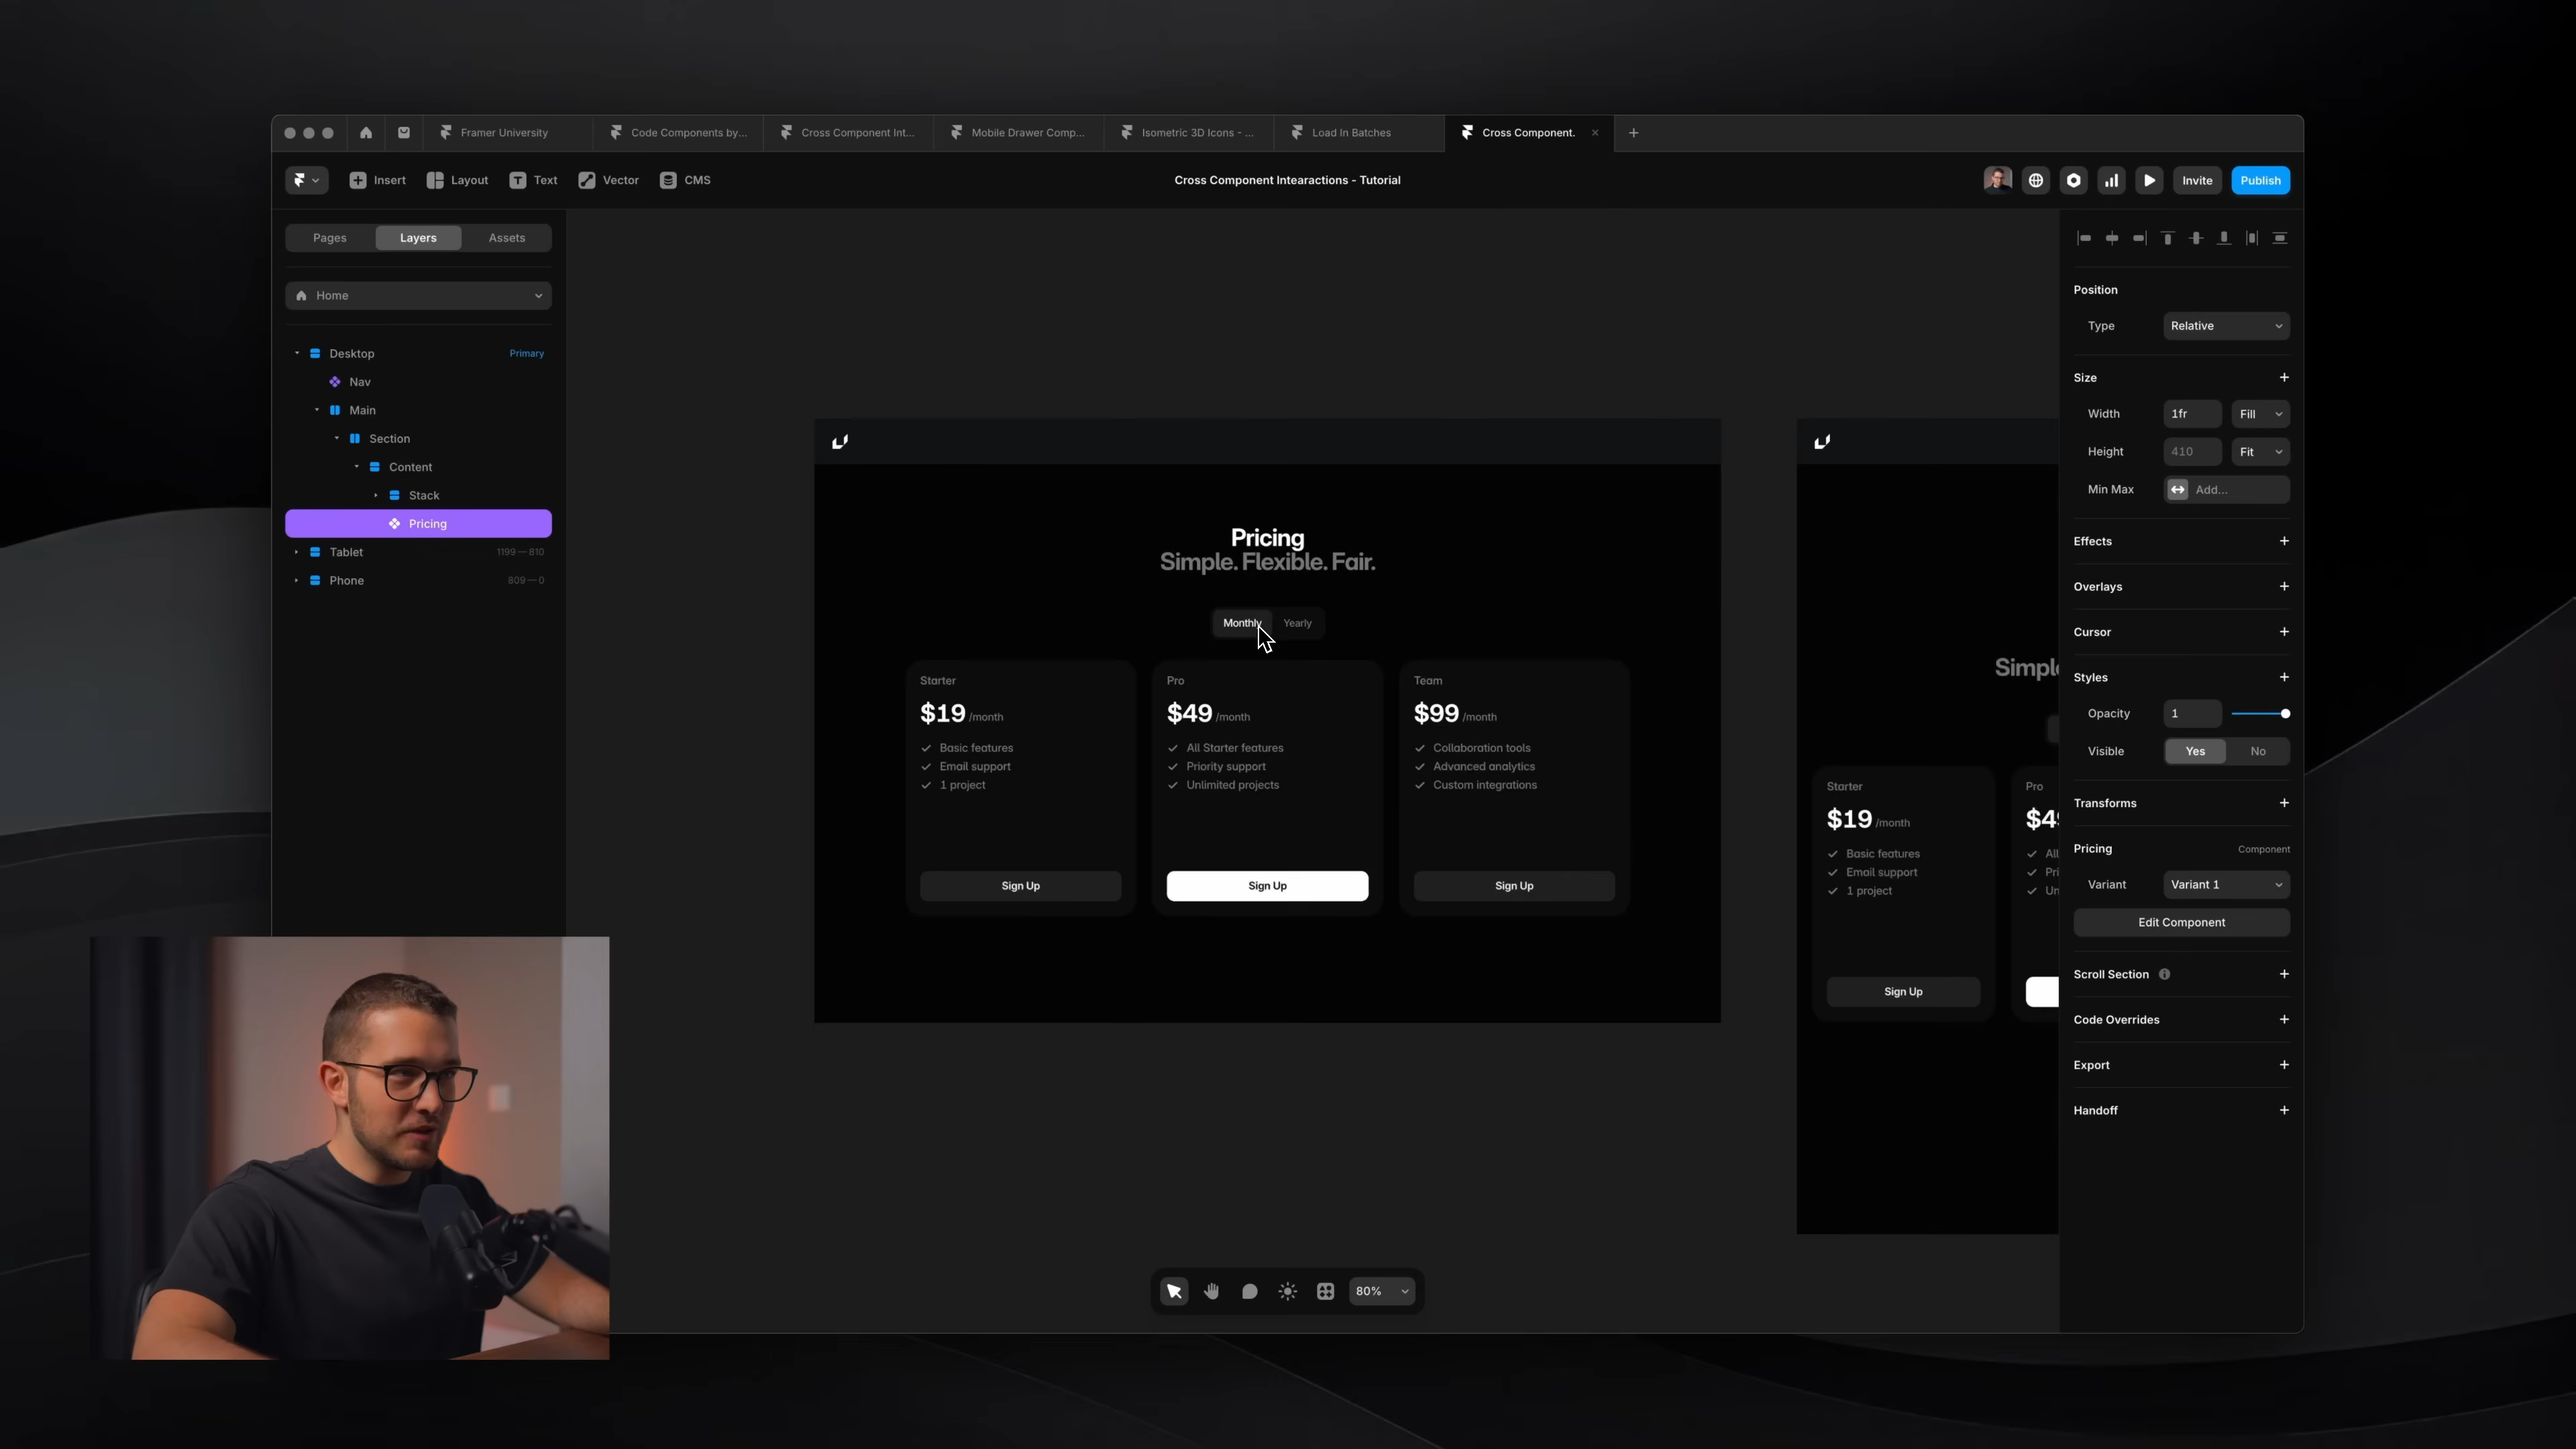 Framer University
Code Components by...
Cross Component Int...
Mobile Drawer Comp...
Isometric 3D Icons - ...
Load In Batches
Cross Component.
Insert
Layout
Text
Vector
CMS
Cross Component Intearactions - Tutorial
Invite
Publish
Pages
Layers
Assets
Home
Desktop
Primary
Nav
Main
Section
Content
Stack
Pricing
Tablet
1199 — 810
Phone
809 — 0
Pricing
Simple. Flexible. Fair.
Monthly
Yearly
Starter
$19 /month
Basic features
Email support
1 project
Sign Up
Pro
$49 /month
All Starter features
Priority support
Unlimited projects
Sign Up
Team
$99 /month
Collaboration tools
Advanced analytics
Custom integrations
Sign Up
Simple
Starter
$19 /month
Basic features
Email support
1 project
Sign Up
Pro
$4
All
Pri
Un
80%
Position
Type
Relative
Size
Width
1fr
Fill
Height
410
Fit
Min Max
Add...
Effects
Overlays
Cursor
Styles
Opacity
1
Visible
Yes
No
Transforms
Pricing
Component
Variant
Variant 1
Edit Component
Scroll Section
Code Overrides
Export
Handoff